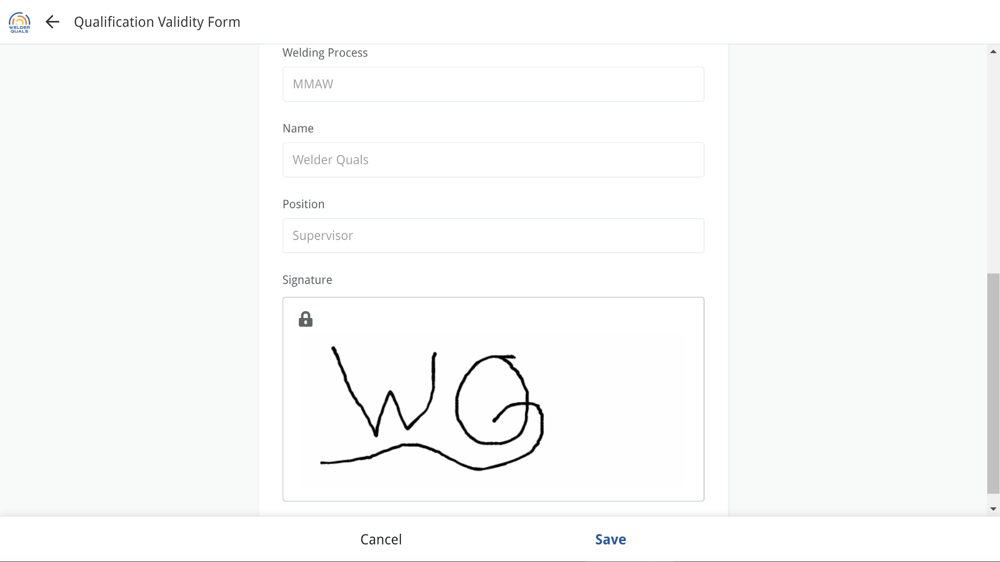 WELDER
QUALS
Qualification Validity Form
Welding Process
MMAW
Name
Welder Quals
Position
Supervisor
Signature
WQ
Cancel
Save